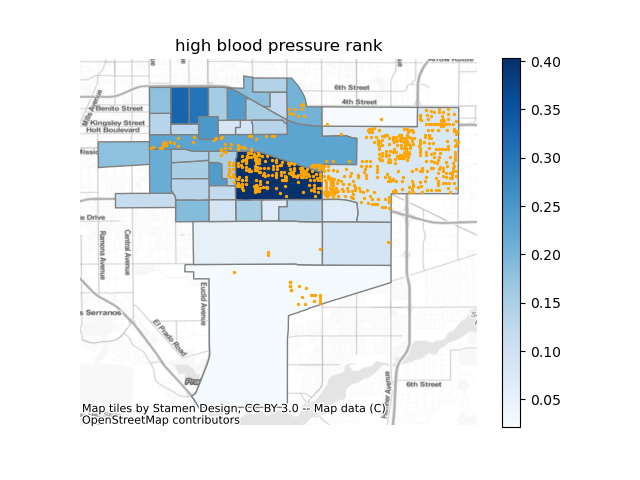 high blood pressure rank
Arrow Route
6th Street
4th Street
Mills Avenue
Benito Street
Kingsley Street
Holt Boulevard
Missio
e Drive
Ramona Avenue
Central Avenue
Euclid Avenue
s Serranos
El Prado Road
6th Street
Map tiles by Stamen Design, CC BY 3.0 -- Map data (C)
OpenStreetMap contributors
0.40
0.35
0.30
0.25
0.20
0.15
0.10
0.05